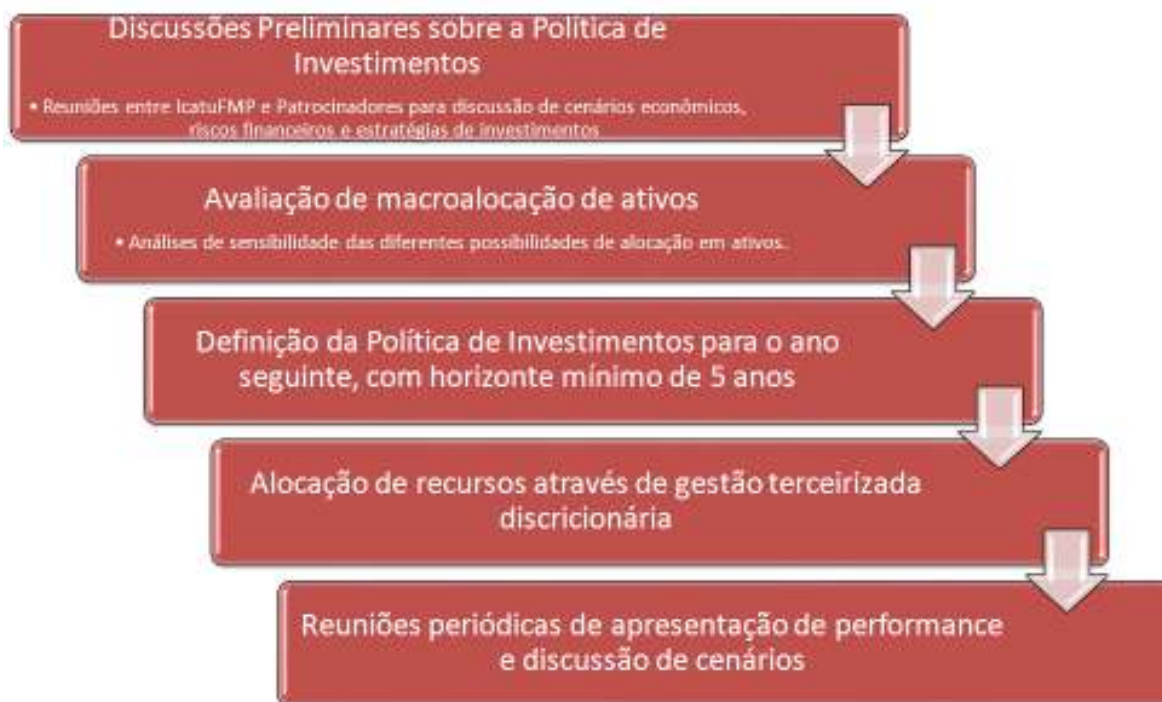 Discussões Preliminares sobre a Política de
Investimentos
• Reuniões entre IcatuFMP e Patrocinadores para discussão de cenários econômicos,
riscos financeiros e estratégias de investimentos
Avaliação de macroalocação de ativos
• Análises de sensibilidade das diferentes possibilidades de alocação em ativos.
Definição da Política de Investimentos para o ano
seguinte, com horizonte mínimo de 5 anos
Alocação de recursos através de gestão terceirizada
discricionária
Reuniões periódicas de apresentação de performance
e discussão de cenários